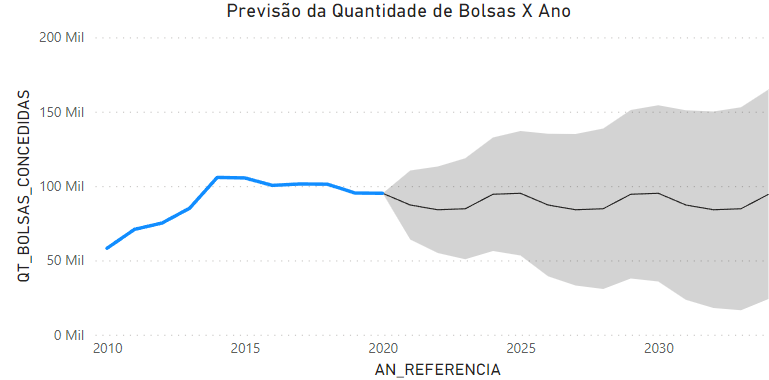 Previsão da Quantidade de Bolsas X Ano
200 Mil
150 Mil
100 Mil
50 Mil
0 Mil
QT_BOLSAS_CONCEDIDAS
2010 2015 2020 2025 2030
AN_REFERENCIA